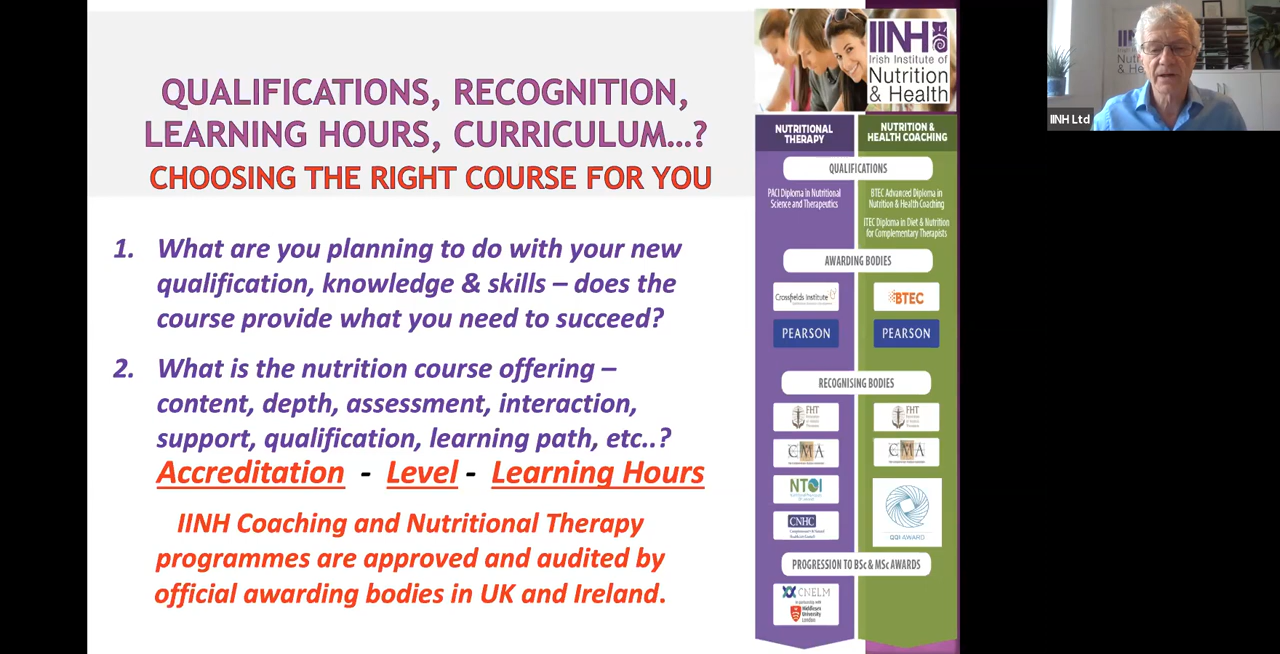 QUALIFICATIONS, RECOGNITION,
LEARNING HOURS, CURRICULUM...?
CHOOSING THE RIGHT COURSE FOR YOU
1. What are you planning to do with your new
qualification, knowledge & skills – does the
course provide what you need to succeed?
2. What is the nutrition course offering –
content, depth, assessment, interaction,
support, qualification, learning path, etc..?
Accreditation - Level - Learning Hours
IINH Coaching and Nutritional Therapy
programmes are approved and audited by
official awarding bodies in UK and Ireland.
IINH
Irish Institute of
Nutrition
& Health
NUTRITIONAL
THERAPY
NUTRITION &
HEALTH COACHING
QUALIFICATIONS
PACI Diploma in Nutritional
Science and Therapeutics
BTEC Advanced Diploma in
Nutrition & Health Coaching
ITEC Diploma in Diet & Nutrition
for Complementary Therapists
AWARDING BODIES
Crossfields Institute
BTEC
PEARSON
PEARSON
RECOGNISING BODIES
FHT
FHT
CMA
CMA
NTOI
CNHC
QQI AWARD
PROGRESSION TO BSc & MSc AWARDS
CNELM
Middlesex
University
London
IINH Ltd